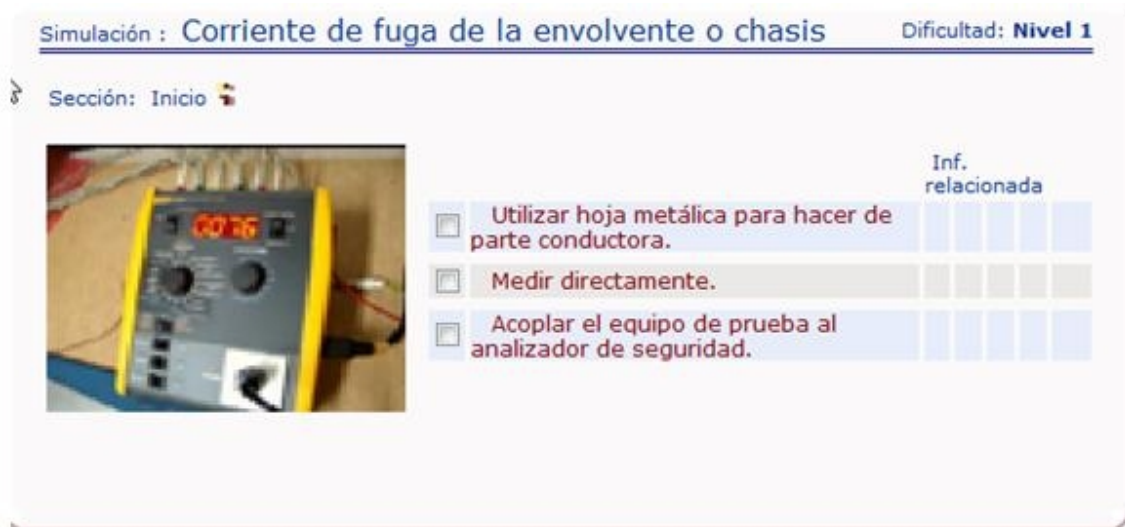 Simulación : Corriente de fuga de la envolvente o chasis Dificultad: Nivel 1
Sección: Inicio
Inf.
relacionada
Utilizar hoja metálica para hacer de
parte conductora.
Medir directamente.
Acoplar el equipo de prueba al
analizador de seguridad.